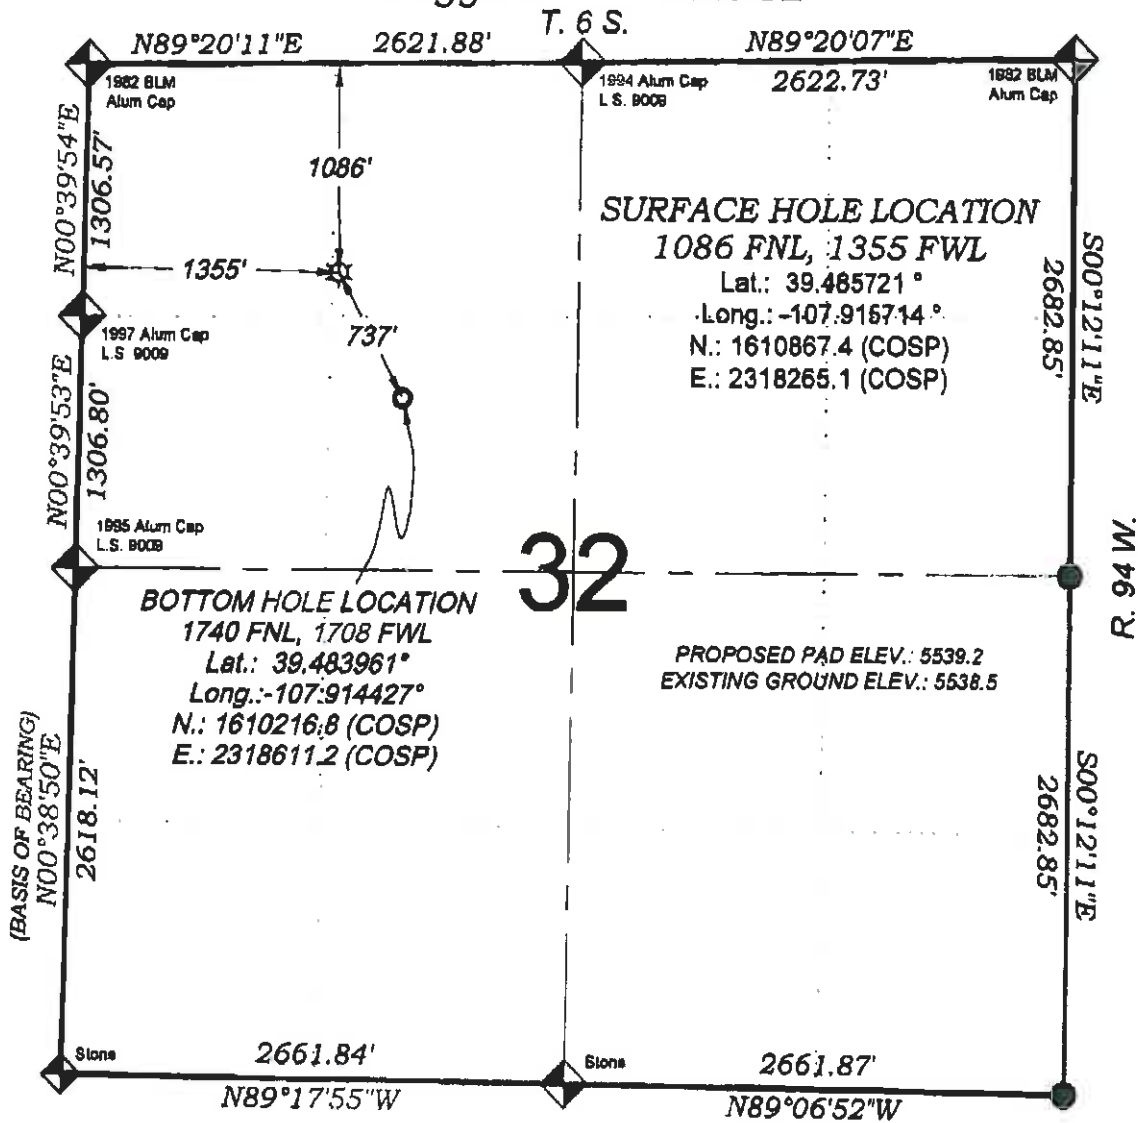 T. 6 S.
N89°20'11"E 2621.88'
N89°20'07"E
2622.73'
1982 BLM
Alum Cap
1994 Alum Cap
L.S. 9009
1982 BLM
Alum Cap
N00°39'54"E
1306.57'
1086'
1355'
737'
SURFACE HOLE LOCATION
1086 FNL, 1355 FWL
Lat.: 39.485721°
Long.: -107.915714°
N.: 1610867.4 (COSP)
E.: 2318265.1 (COSP)
S00°12'11"E
2682.85'
1997 Alum Cap
L.S. 9009
N00°39'53"E
1306.80'
1995 Alum Cap
L.S. 9009
32
R. 94 W.
BOTTOM HOLE LOCATION
1740 FNL, 1708 FWL
Lat.: 39.483961°
Long.:-107.914427°
N.: 1610216.8 (COSP)
E.: 2318611.2 (COSP)
PROPOSED PAD ELEV.: 5539.2
EXISTING GROUND ELEV.: 5538.5
(BASIS OF BEARING)
N00°38'50"E
2618.12'
S00°12'11"E
2682.85'
Stone
2661.84'
N89°17'55"W
Stone
2661.87'
N89°06'52"W